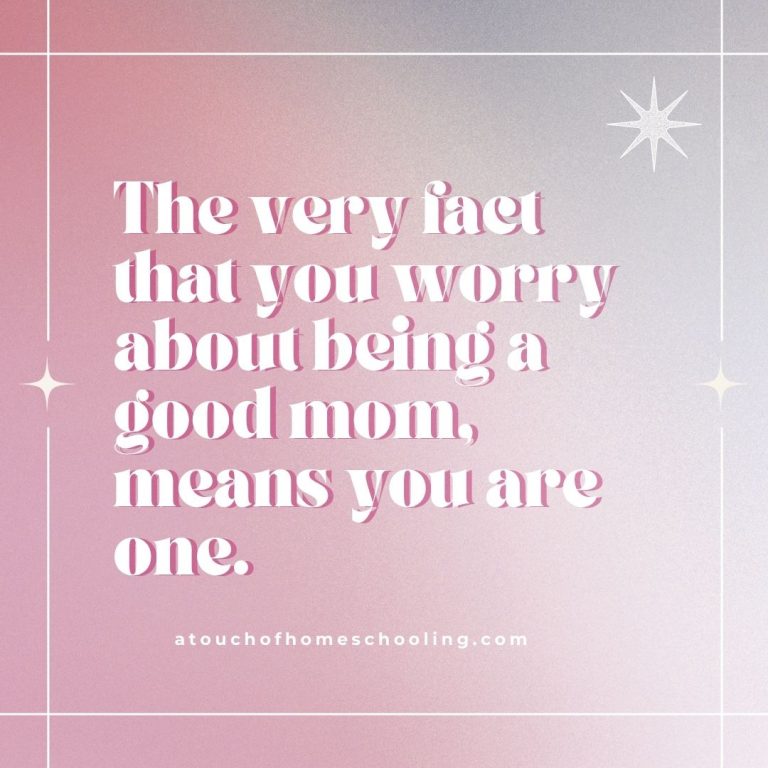 The very fact
that you worry
about being a
good mom,
means you are
one.
atouchofhomeschooling.com